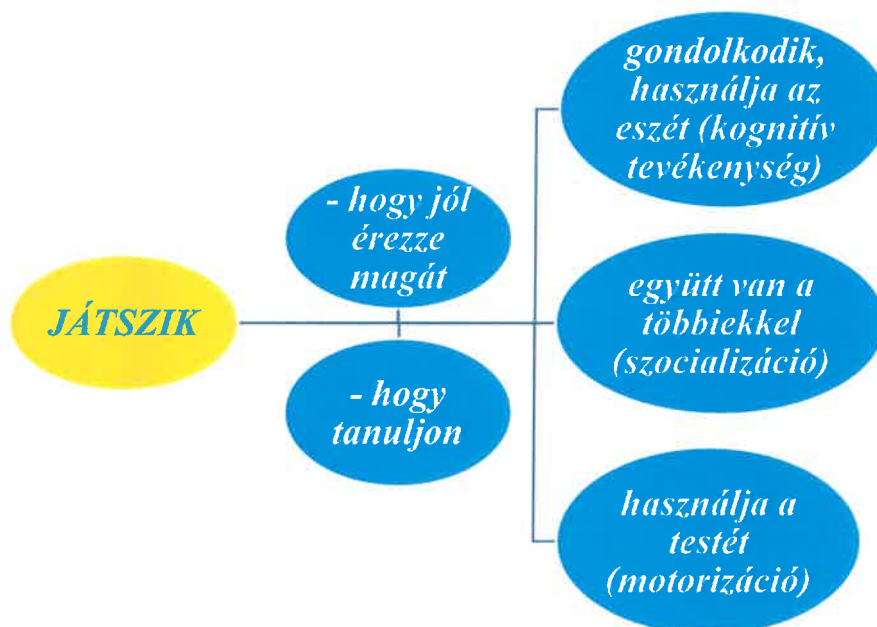 JÁTSZIK
- hogy jól
érezze
magát
- hogy
tanuljon
gondolkodik,
használja az
eszét (kognitív
tevékenység)
együtt van a
többiekkel
(szocializáció)
használja a
testét
(motorizáció)